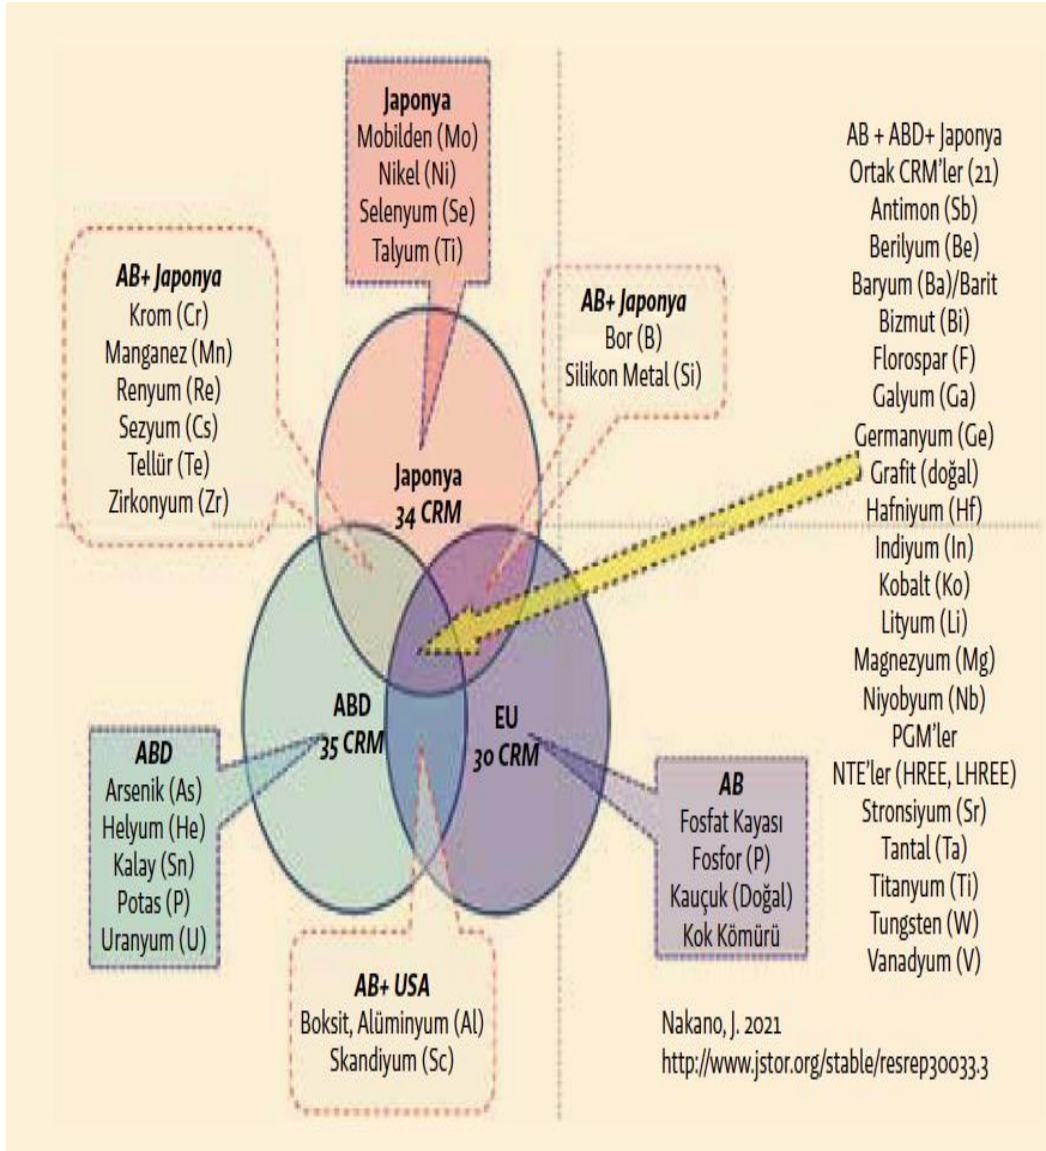 Japonya
Mobilden (Mo)
Nikel (Ni)
Selenyum (Se)
Talyum (Ti)
AB+ Japonya
Krom (Cr)
Manganez (Mn)
Renyum (Re)
Sezyum (Cs)
Tellür (Te)
Zirkonyum (Zr)
AB+ Japonya
Bor (B)
Silikon Metal (Si)
Japonya
34 CRM
ABD
35 CRM
EU
30 CRM
ABD
Arsenik (As)
Helyum (He)
Kalay (Sn)
Potas (P)
Uranyum (U)
AB+ USA
Boksit, Alüminyum (Al)
Skandiyum (Sc)
AB
Fosfat Kayası
Fosfor (P)
Kauçuk (Doğal)
Kok Kömürü
AB + ABD+ Japonya
Ortak CRM'ler (21)
Antimon (Sb)
Berilyum (Be)
Baryum (Ba)/Barit
Bizmut (Bi)
Florospar (F)
Galyum (Ga)
Germanyum (Ge)
Grafit (doğal)
Hafniyum (Hf)
Indiyum (In)
Kobalt (Ko)
Lityum (Li)
Magnezyum (Mg)
Niyobyum (Nb)
PGM'ler
NTE'ler (HREE, LHREE)
Stronsiyum (Sr)
Tantal (Ta)
Titanyum (Ti)
Tungsten (W)
Vanadyum (V)
Nakano, J. 2021
http://www.jstor.org/stable/resrep30033.3